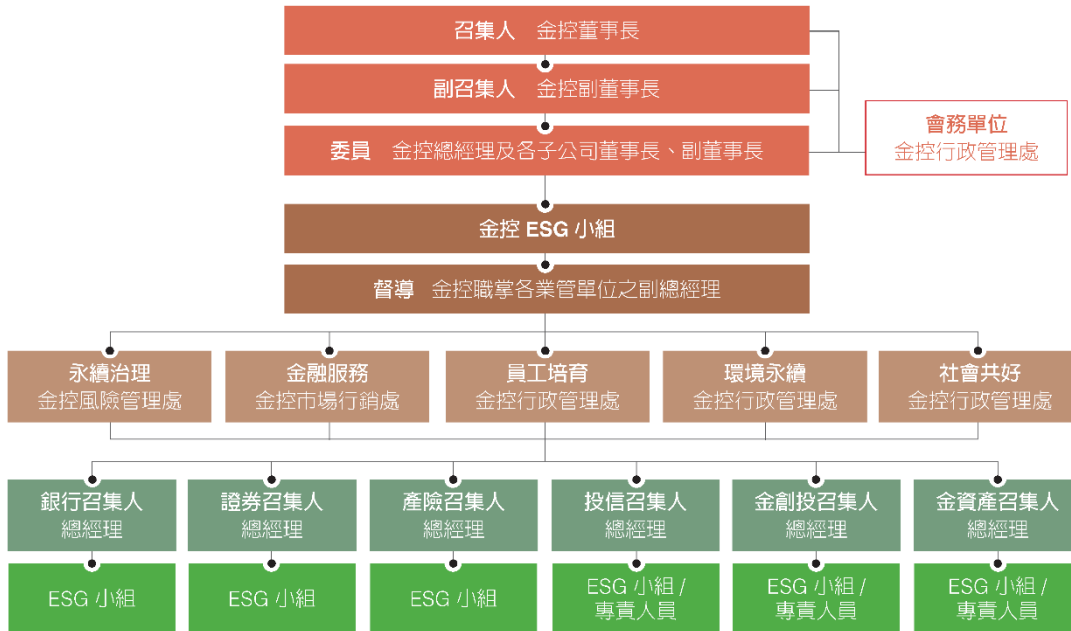 召集人 金控董事長
副召集人 金控副董事長
委員 金控總經理及各子公司董事長、副董事長
會務單位
金控行政管理處
金控 ESG 小組
督導 金控職掌各業管單位之副總經理
永續治理
金控風險管理處
金融服務
金控市場行銷處
員工培育
金控行政管理處
環境永續
金控行政管理處
社會共好
金控行政管理處
銀行召集人
總經理
證券召集人
總經理
產險召集人
總經理
投信召集人
總經理
金創投召集人
總經理
金資產召集人
總經理
ESG 小組
ESG 小組
ESG 小組
ESG 小組 /
專責人員
ESG 小組 /
專責人員
ESG 小組 /
專責人員